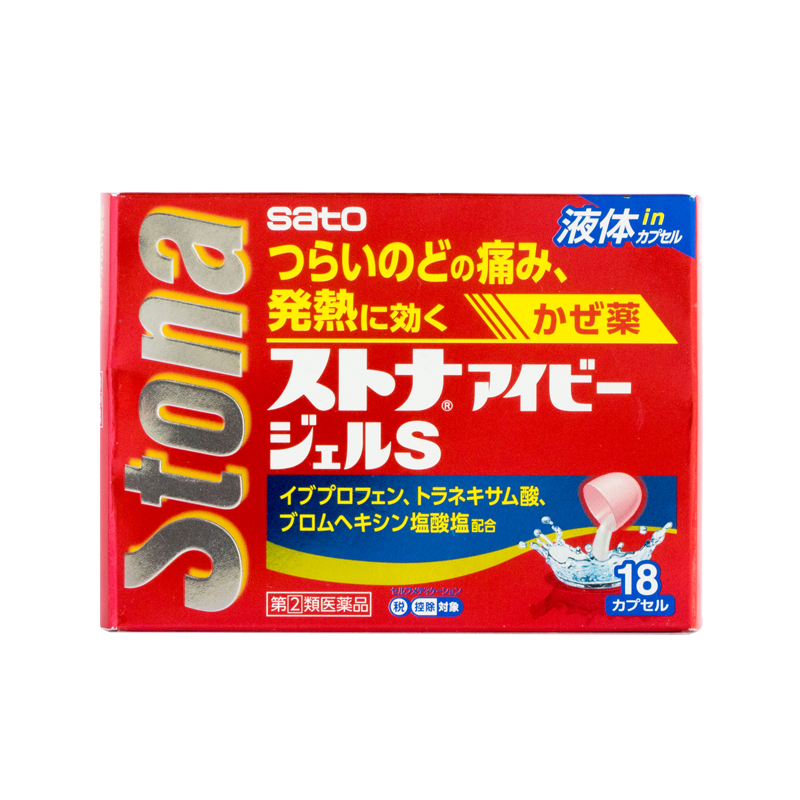 Stona
sato
液体inカプセル
つらいのどの痛み、
発熱に効く
かぜ薬
ストナ®アイビー
ジェルS
イブプロフェン、トラネキサム酸、
ブロムヘキシン塩酸塩配合
第②類医薬品
セルフメディケーション
税 控除 対象
18
カプセル